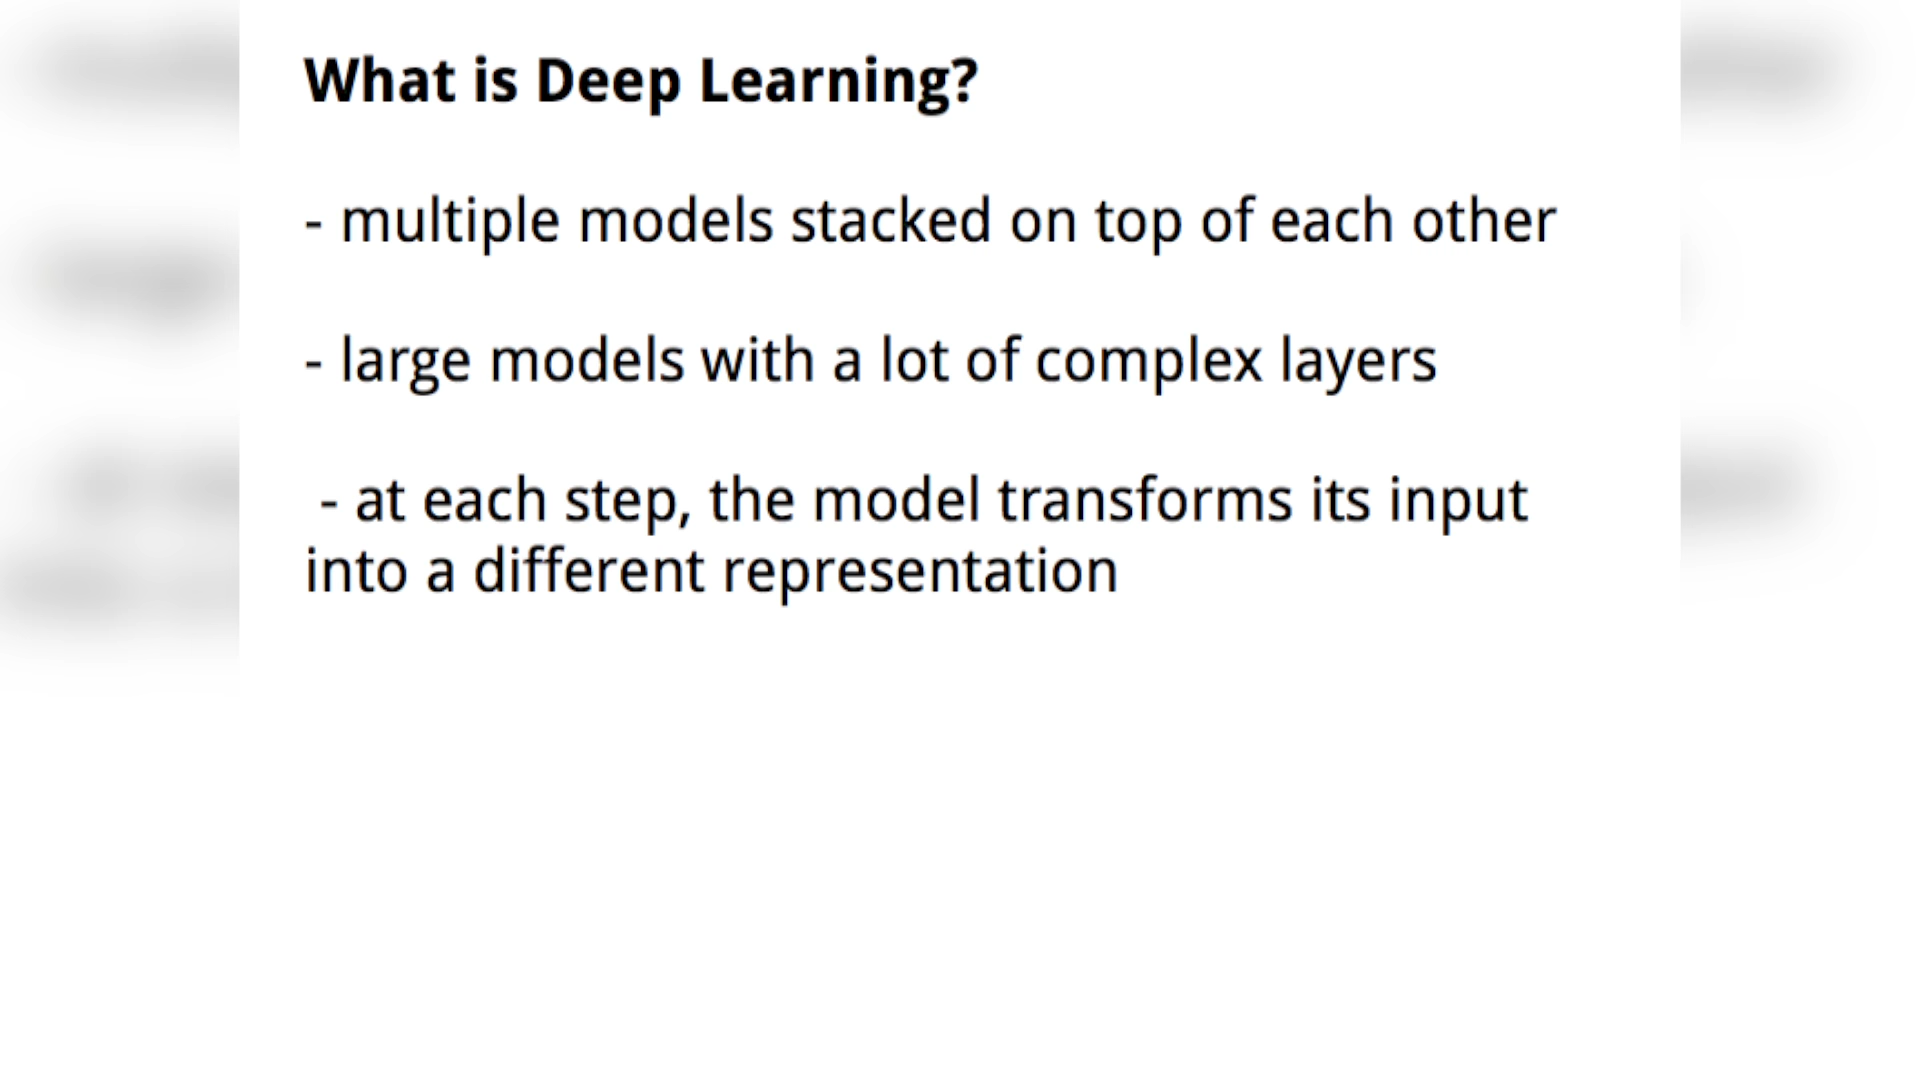 What is Deep Learning?
- multiple models stacked on top of each other
- large models with a lot of complex layers
- at each step, the model transforms its input
into a different representation